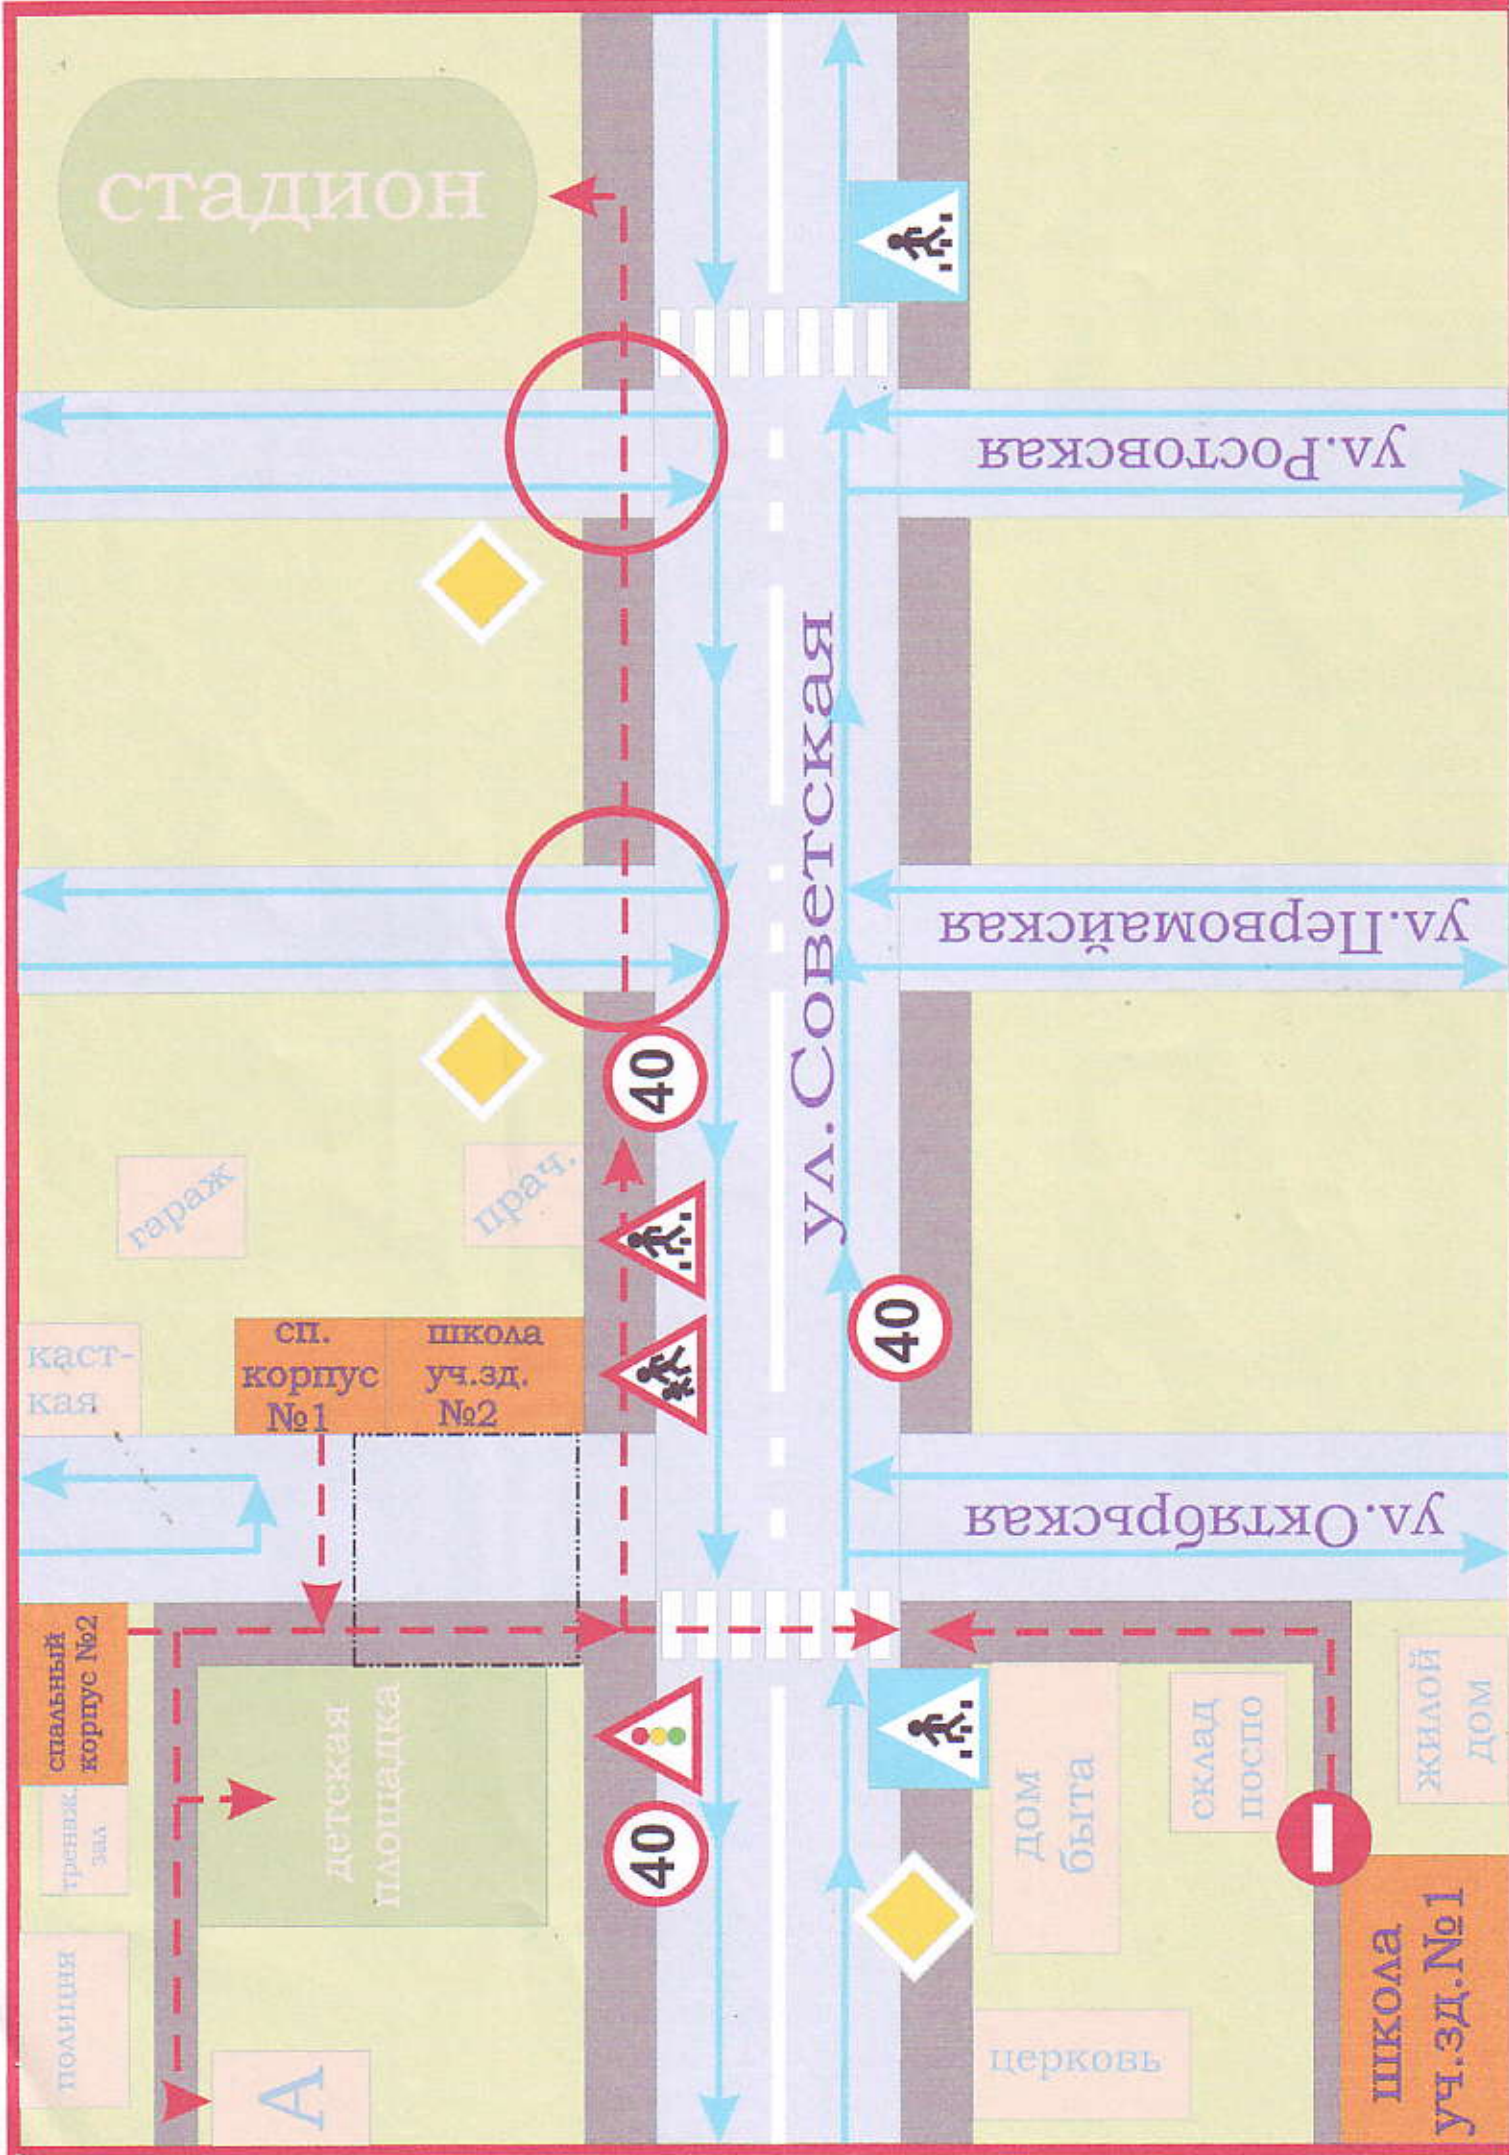 стадион
ул.Ростовская
ул.Советская
ул.Первомайская
40
гараж
прач.
40
каст-
кая
сп.
корпус
№1
школа
уч.зд.
№2
ул.Октябрьская
спальный
корпус №2
тренаж.
зал
детская
площадка
40
дом
быта
склад
поспо
жилой
дом
полиция
А
церковь
школа
уч.зд.№1